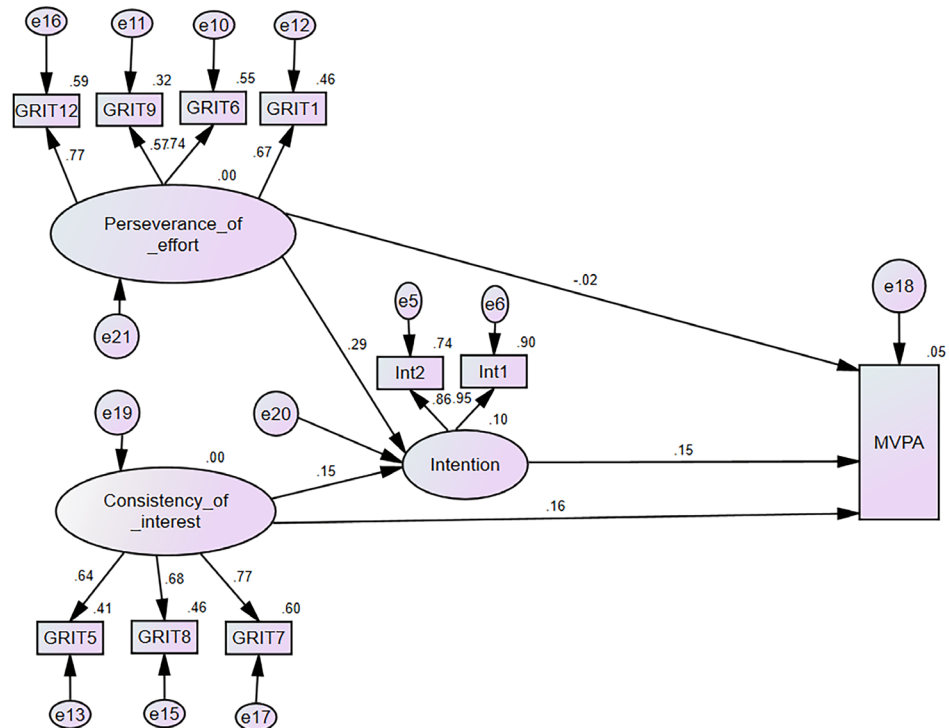 e16
e11
e10
e12
.59
.32
.55
.46
GRIT12
GRIT9
GRIT6
GRIT1
.77
.57
.74
.67
.00
Perseverance_of
_effort
-.02
e18
e21
e5
e6
.29
.74
.90
.05
Int2
Int1
e19
e20
.86
.95
.10
MVPA
.00
.15
Intention
.15
Consistency_of
_interest
.16
.64
.68
.77
.41
.46
.60
GRIT5
GRIT8
GRIT7
e13
e15
e17